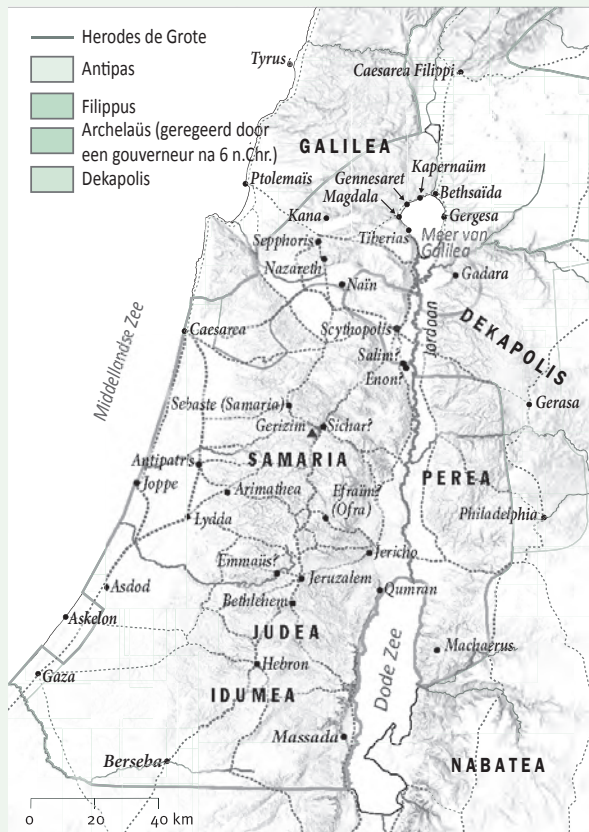 Herodes de Grote
Antipas
Filippus
Archelaüs (geregeerd door
een gouverneur na 6 n.Chr.)
Dekapolis
Tyrus
Caesarea Filippi
GALILEA
Kapernaüm
Gennesaret
Bethsaïda
Magdala
Ptolemaïs
Kana
Gergesa
Tiberias
Meer van
Galilea
Sepphoris
Nazareth
Gadara
Naïn
Middellandse Zee
Caesarea
Scythopolis
Jordaan
DEKAPOLIS
Salim?
Enon?
Sebaste (Samaria)
Gerasa
Gerizim
Sichar?
Antipatris
SAMARIA
PEREA
Joppe
Arimathea
Efraïm?
(Ofra)
Lydda
Philadelphia
Emmaüs?
Jericho
Jeruzalem
Qumran
Asdod
Bethlehem
Askelon
JUDEA
Machaerus
Hebron
Gaza
Dode Zee
IDUMEA
Massada
Berseba
NABATEA
0 20 40 km